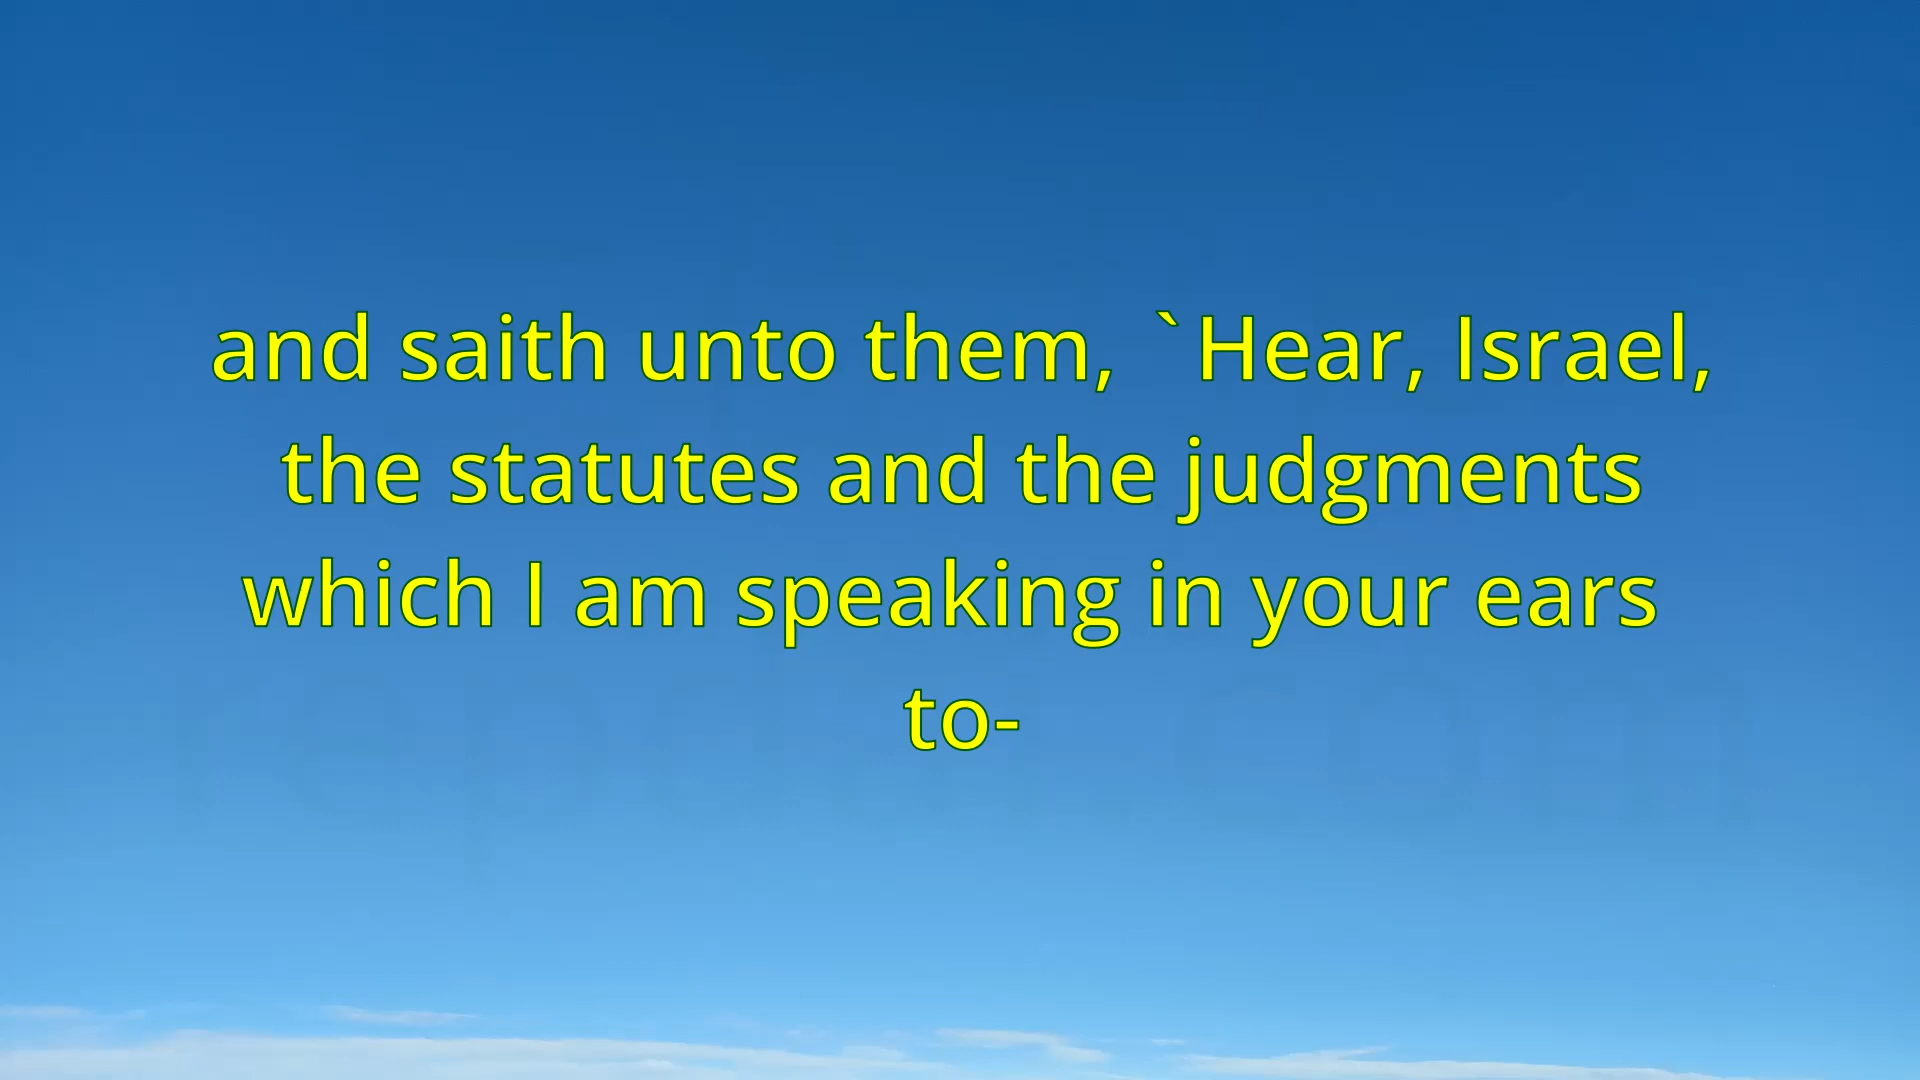 and saith unto them, `Hear, Israel,
the statutes and the judgments
which I am speaking in your ears
to-